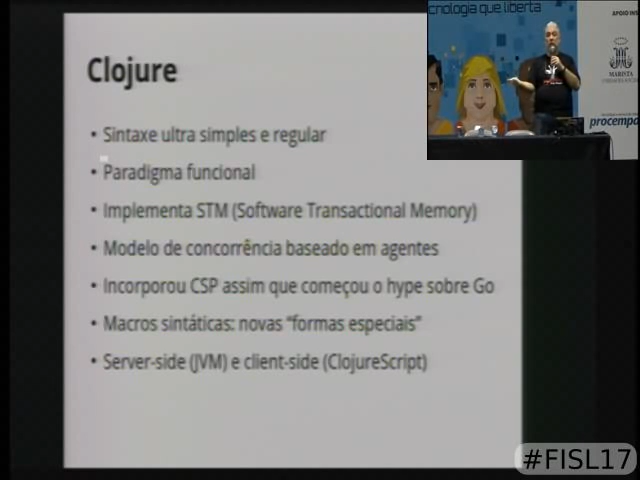 Clojure
• Sintaxe ultra simples e regular
• Paradigma funcional
• Implementa STM (Software Transactional Memory)
• Modelo de concorrência baseado em agentes
• Incorporou CSP assim que começou o hype sobre Go
• Macros sintáticas: novas "formas especiais"
• Server-side (JVM) e client-side (ClojureScript)
cnologia que liberta
APOIO INS
MARISTA
procempa
#FISL17